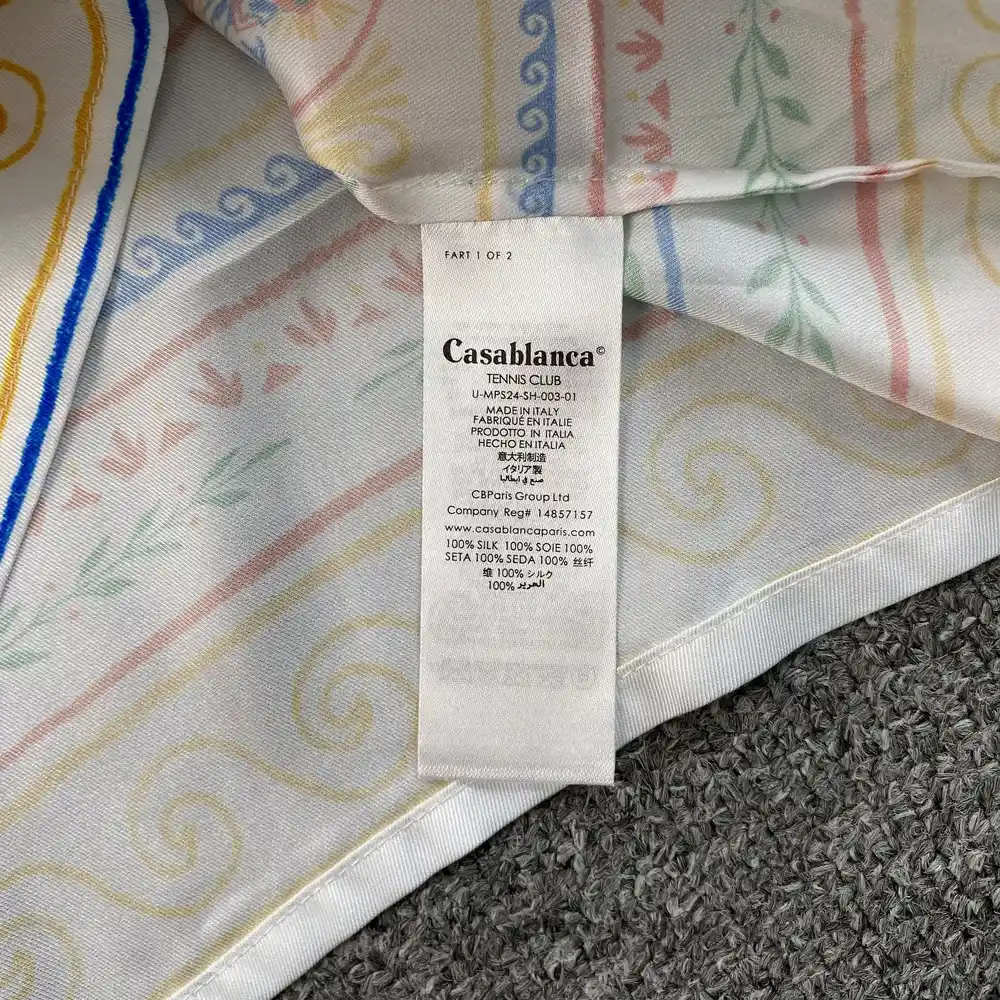 FART 1 OF 2
Casablanca©
TENNIS CLUB
U-MPS24-SH-003-01
MADE IN ITALY
FABRIQUÉ EN ITALIE
PRODOTTO IN ITALIA
HECHO EN ITALIA
意大利制造
イタリア製
صنع في ايطاليا
CBParis Group Ltd
Company Reg# 14857157
www.casablancaparis.com
100% SILK 100% SOIE 100%
SETA 100% SEDA 100% 丝纤
维 100% シルク
100% الحرير